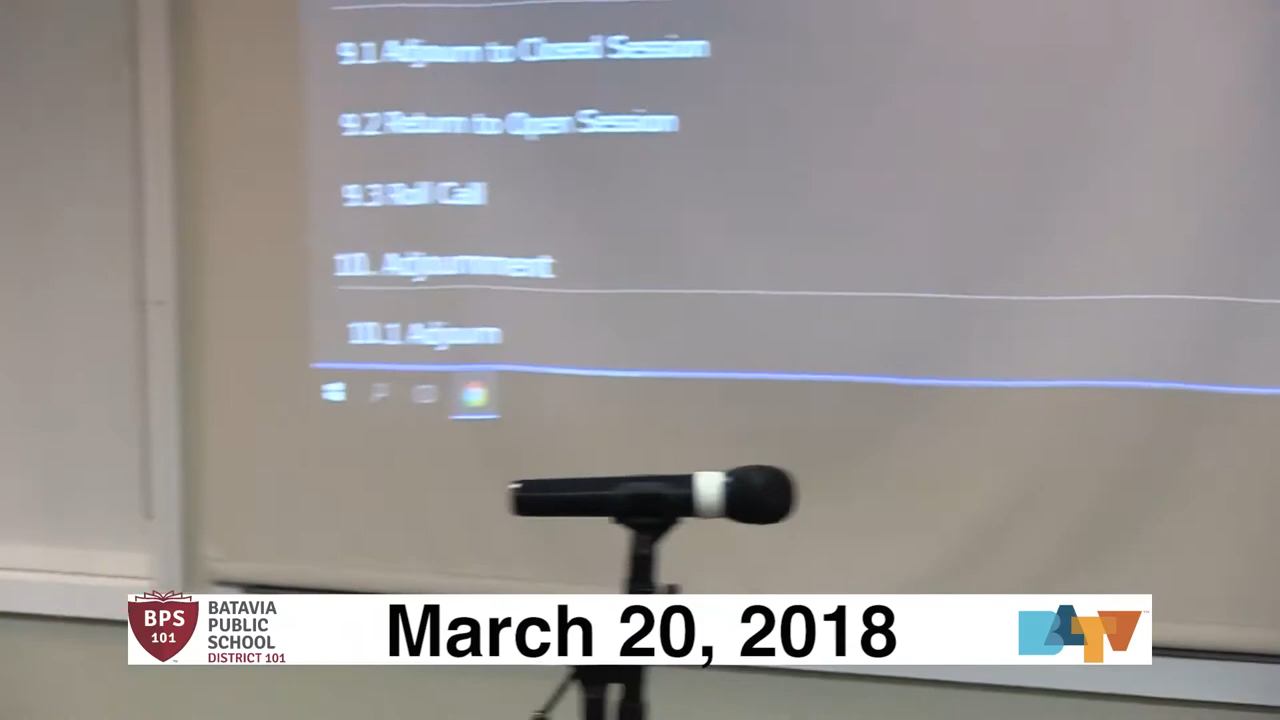 9.1 Adjourn to Closed Session
9.2 Return to Open Session
9.3 Roll Call
10. Adjournment
10.1 Adjourn
BPS
101
BATAVIA
PUBLIC
SCHOOL
DISTRICT 101
March 20, 2018
BATV